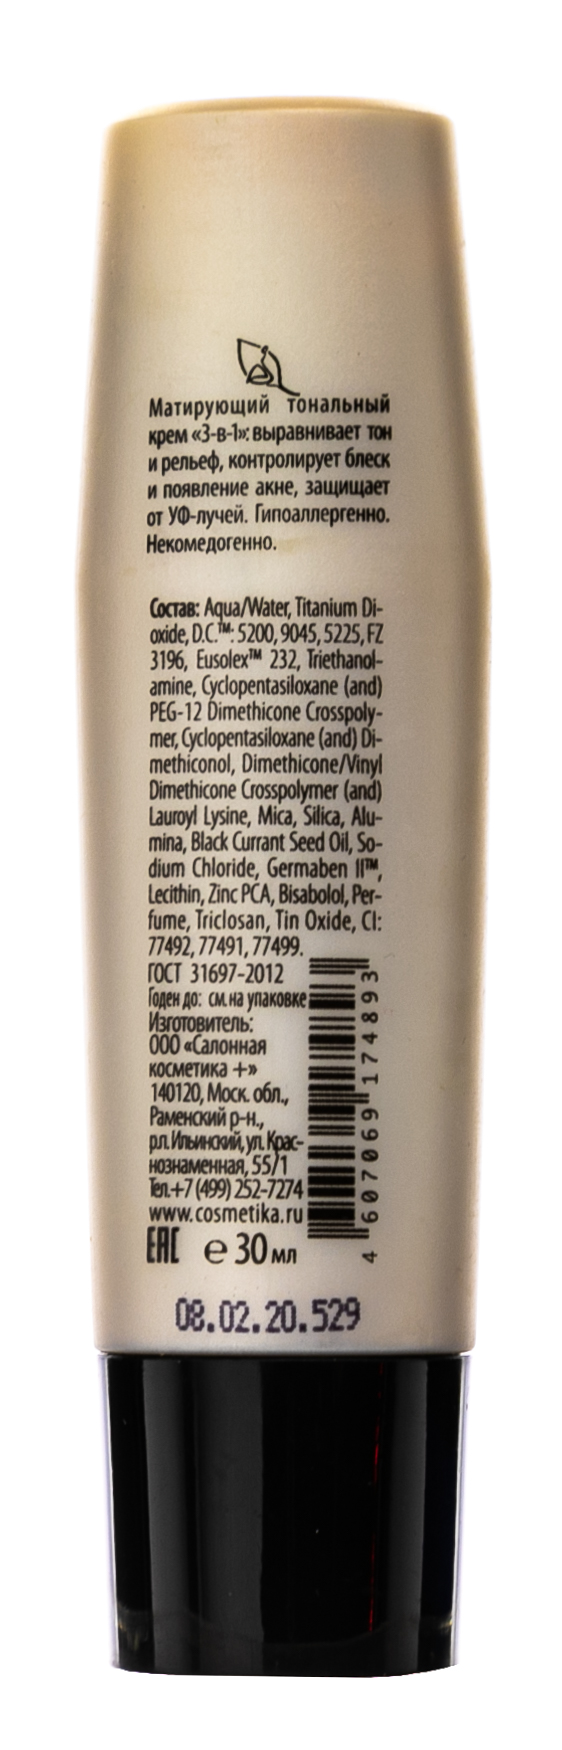 Матирующий тональный
крем «3-в-1»: выравнивает тон
и рельеф, контролирует блеск
и появление акне, защищает
от УФ-лучей. Гипоаллергенно.
Некомедогенно.
Состав: Aqua/Water, Titanium Di-
oxide, D.C.™: 5200, 9045, 5225, FZ
3196, Eusolex™ 232, Triethanol-
amine, Cyclopentasiloxane (and)
PEG-12 Dimethicone Crosspoly-
mer, Cyclopentasiloxane (and) Di-
methiconol, Dimethicone/Vinyl
Dimethicone Crosspolymer (and)
Lauroyl Lysine, Mica, Silica, Alu-
mina, Black Currant Seed Oil, So-
dium Chloride, Germaben II™,
Lecithin, Zinc PCA, Bisabolol, Per-
fume, Triclosan, Tin Oxide, CI:
77492, 77491, 77499.
ГОСТ 31697-2012
Годен до: см. на упаковке
Изготовитель:
ООО «Салонная
косметика +»
140120, Моск. обл.,
Раменский р-н.,
р.п. Ильинский, ул. Крас-
нознаменная, 55/1
Тел. +7 (499) 252-7274
www.cosmetika.ru
EAC e 30 мл
4 607069 174893
08.02.20.529